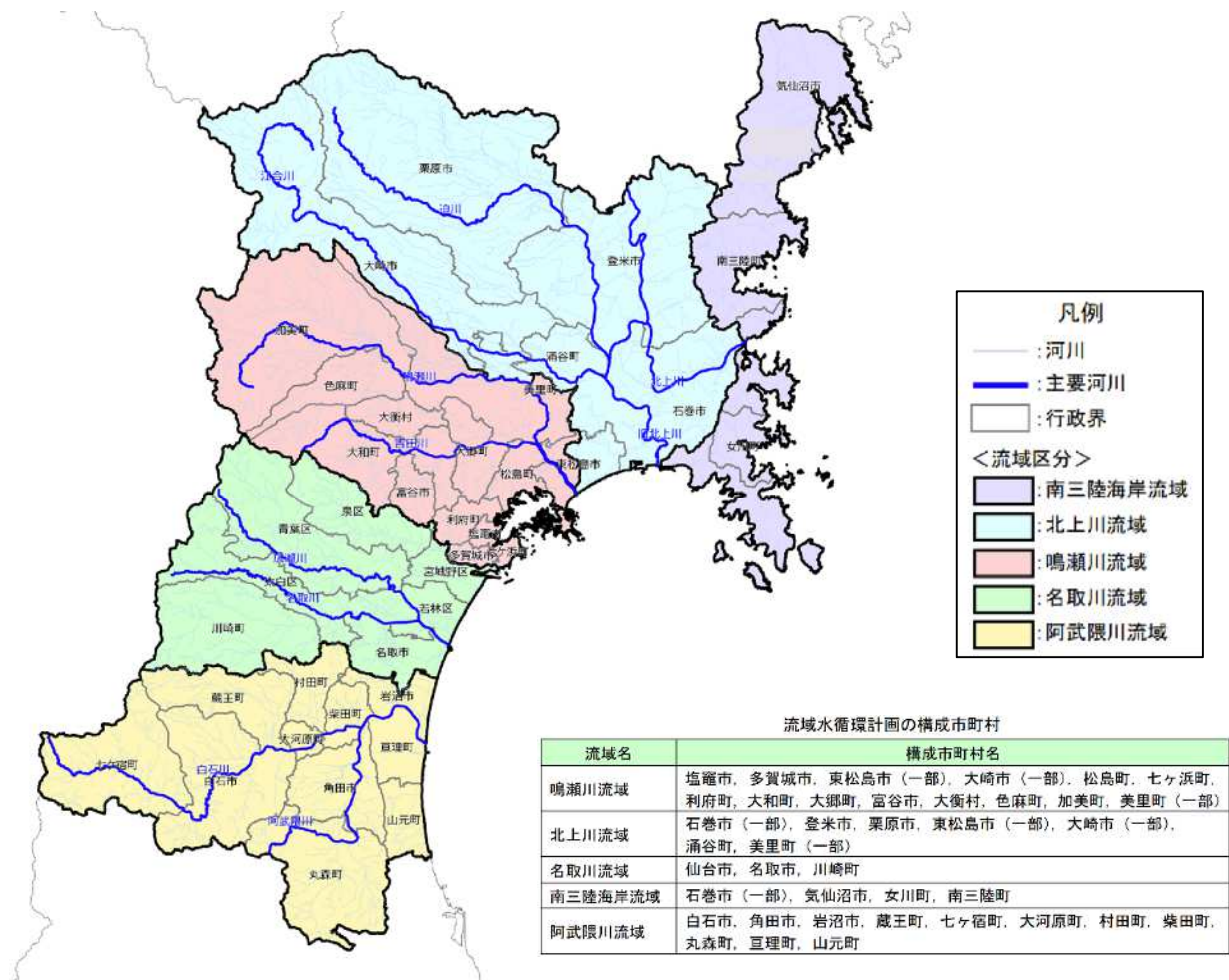 気仙沼市
栗原市
江合川
迫川
登米市
南三陸町
大崎市
加美町
涌谷町
鳴瀬川
色麻町
美里町
北上川
石巻市
大衡村
旧北上川
吉田川
大和町
大郷町
女川町
東松島市
松島町
富谷市
利府町
塩竈市
七ヶ浜町
多賀城市
泉区
青葉区
広瀬川
宮城野区
太白区
名取川
若林区
川崎町
名取市
村田町
蔵王町
岩沼市
柴田町
大河原町
亘理町
七ヶ宿町
白石川
白石市
角田市
阿武隈川
山元町
丸森町
凡例
:河川
:主要河川
:行政界
<流域区分>
:南三陸海岸流域
:北上川流域
:鳴瀬川流域
:名取川流域
:阿武隈川流域
流域水循環計画の構成市町村
流域名 構成市町村名
鳴瀬川流域 塩竈市，多賀城市，東松島市（一部），大崎市（一部），松島町，七ヶ浜町，
利府町，大和町，大郷町，富谷市，大衡村，色麻町，加美町，美里町（一部）
北上川流域 石巻市（一部），登米市，栗原市，東松島市（一部），大崎市（一部），
涌谷町，美里町（一部）
名取川流域 仙台市，名取市，川崎町
南三陸海岸流域 石巻市（一部），気仙沼市，女川町，南三陸町
阿武隈川流域 白石市，角田市，岩沼市，蔵王町，七ヶ宿町，大河原町，村田町，柴田町，
丸森町，亘理町，山元町